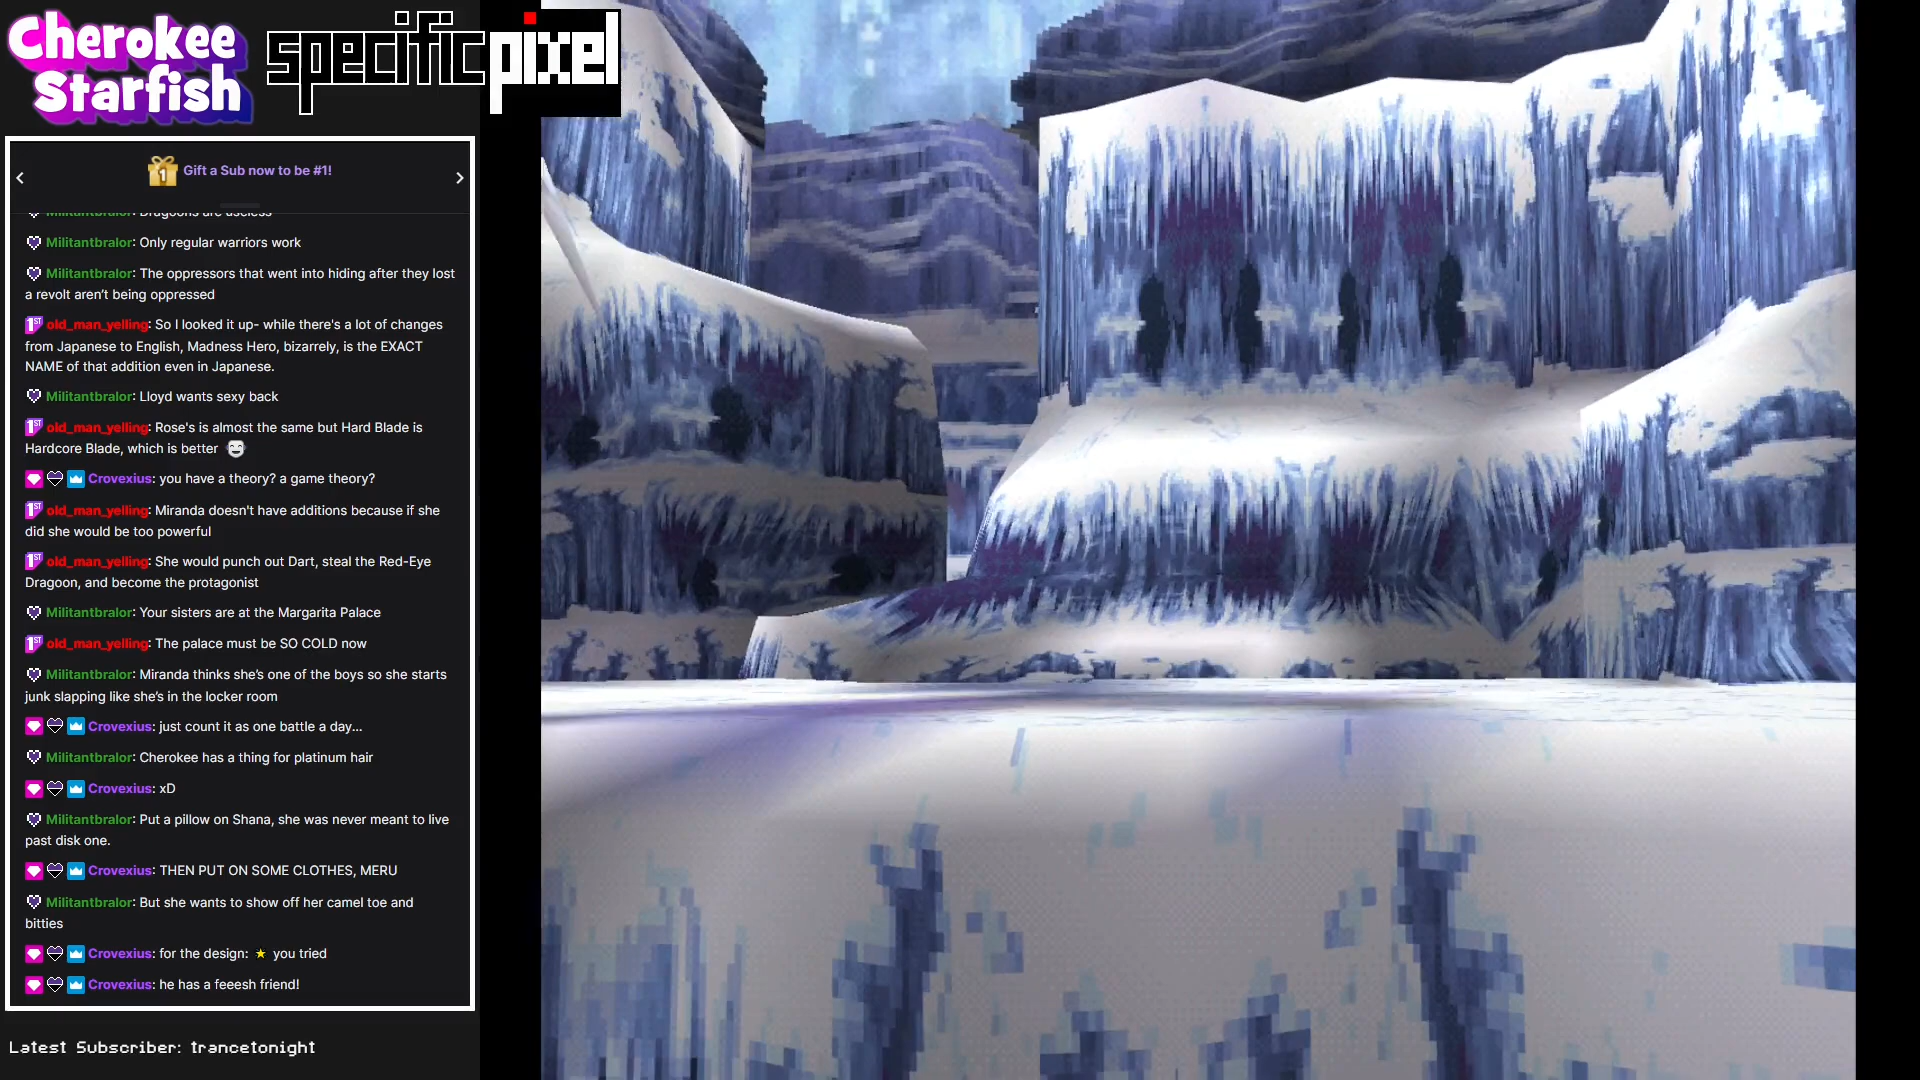 Cherokee
Starfish
specificpixel
1
Gift a Sub now to be #1!
Militantbralor: Dragoons are useless
Militantbralor: Only regular warriors work
Militantbralor: The oppressors that went into hiding after they lost
a revolt aren't being oppressed
1ST old_man_yelling: So I looked it up- while there's a lot of changes
from Japanese to English, Madness Hero, bizarrely, is the EXACT
NAME of that addition even in Japanese.
Militantbralor: Lloyd wants sexy back
1ST old_man_yelling: Rose's is almost the same but Hard Blade is
Hardcore Blade, which is better
Crovexius: you have a theory? a game theory?
1ST old_man_yelling: Miranda doesn't have additions because if she
did she would be too powerful
1ST old_man_yelling: She would punch out Dart, steal the Red-Eye
Dragoon, and become the protagonist
Militantbralor: Your sisters are at the Margarita Palace
1ST old_man_yelling: The palace must be SO COLD now
Militantbralor: Miranda thinks she's one of the boys so she starts
junk slapping like she's in the locker room
Crovexius: just count it as one battle a day...
Militantbralor: Cherokee has a thing for platinum hair
Crovexius: xD
Militantbralor: Put a pillow on Shana, she was never meant to live
past disk one.
Crovexius: THEN PUT ON SOME CLOTHES, MERU
Militantbralor: But she wants to show off her camel toe and
bitties
Crovexius: for the design: you tried
Crovexius: he has a feeesh friend!
Latest Subscriber: trancetonight